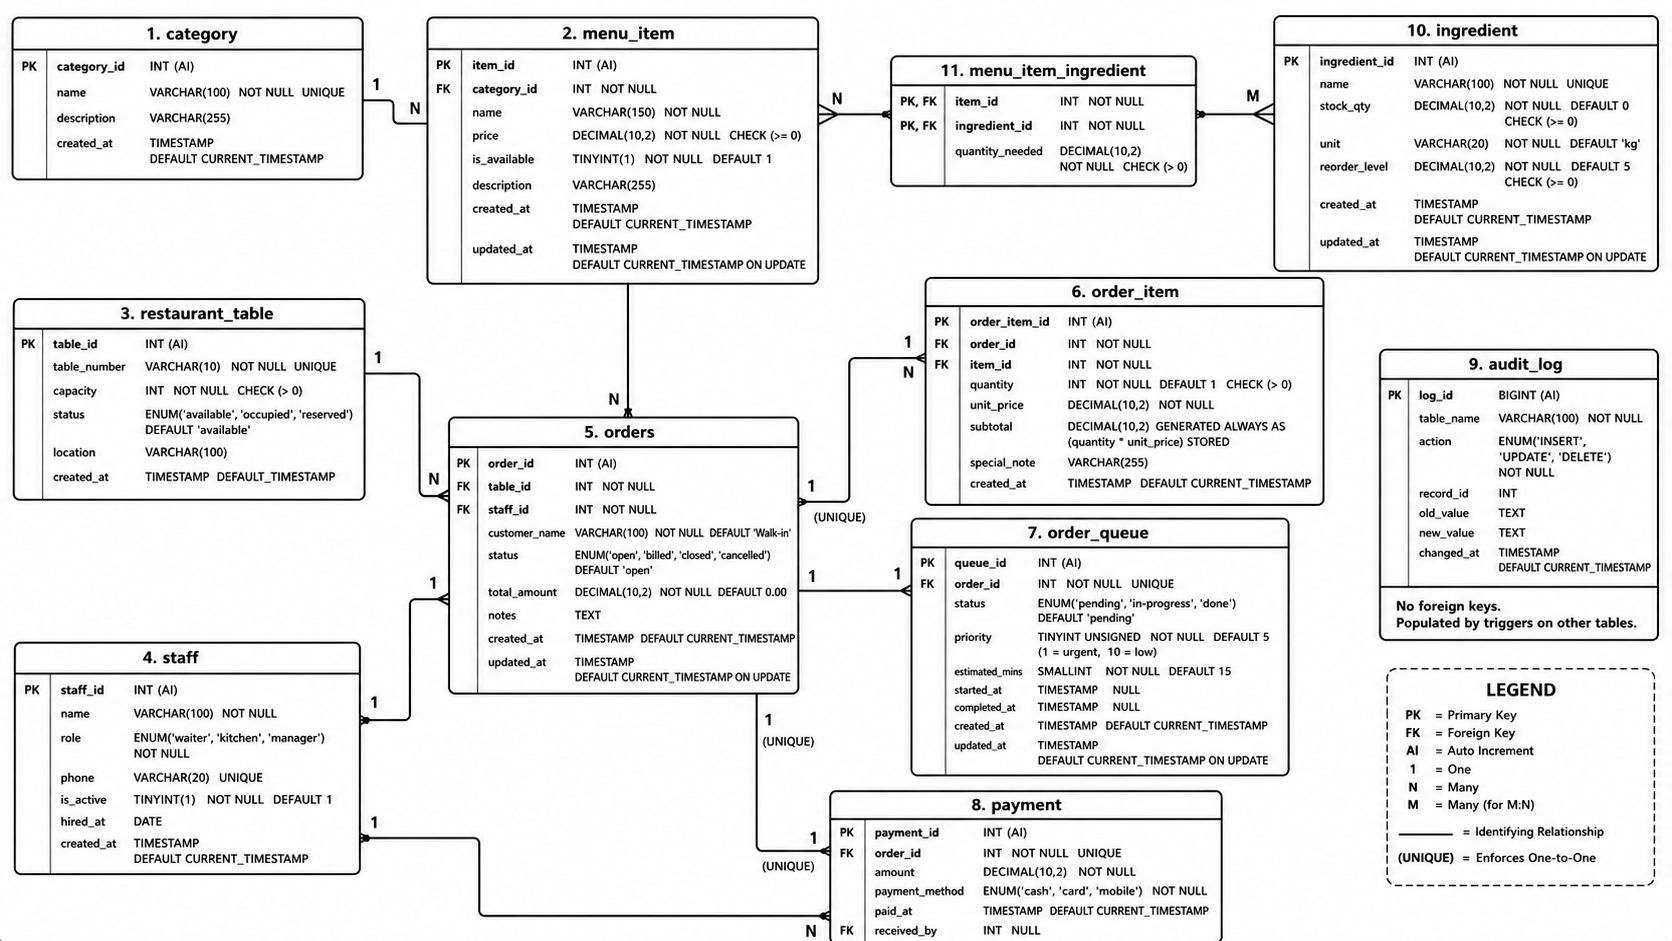 1. category
PK category_id INT (AI)
name VARCHAR(100) NOT NULL UNIQUE
description VARCHAR(255)
created_at TIMESTAMP
DEFAULT CURRENT_TIMESTAMP
1
N
2. menu_item
PK item_id INT (AI)
FK category_id INT NOT NULL
name VARCHAR(150) NOT NULL
price DECIMAL(10,2) NOT NULL CHECK (>= 0)
is_available TINYINT(1) NOT NULL DEFAULT 1
description VARCHAR(255)
created_at TIMESTAMP
DEFAULT CURRENT_TIMESTAMP
updated_at TIMESTAMP
DEFAULT CURRENT_TIMESTAMP ON UPDATE
N
11. menu_item_ingredient
PK, FK item_id INT NOT NULL
PK, FK ingredient_id INT NOT NULL
quantity_needed DECIMAL(10,2)
NOT NULL CHECK (> 0)
M
10. ingredient
PK ingredient_id INT (AI)
name VARCHAR(100) NOT NULL UNIQUE
stock_qty DECIMAL(10,2) NOT NULL DEFAULT 0
CHECK (>= 0)
unit VARCHAR(20) NOT NULL DEFAULT 'kg'
reorder_level DECIMAL(10,2) NOT NULL DEFAULT 5
CHECK (>= 0)
created_at TIMESTAMP
DEFAULT CURRENT_TIMESTAMP
updated_at TIMESTAMP
DEFAULT CURRENT_TIMESTAMP ON UPDATE
3. restaurant_table
PK table_id INT (AI)
table_number VARCHAR(10) NOT NULL UNIQUE
capacity INT NOT NULL CHECK (> 0)
status ENUM('available', 'occupied', 'reserved')
DEFAULT 'available'
location VARCHAR(100)
created_at TIMESTAMP DEFAULT_TIMESTAMP
1
N
N
5. orders
PK order_id INT (AI)
FK table_id INT NOT NULL
FK staff_id INT NOT NULL
customer_name VARCHAR(100) NOT NULL DEFAULT 'Walk-in'
status ENUM('open', 'billed', 'closed', 'cancelled')
DEFAULT 'open'
total_amount DECIMAL(10,2) NOT NULL DEFAULT 0.00
notes TEXT
created_at TIMESTAMP DEFAULT CURRENT_TIMESTAMP
updated_at TIMESTAMP
DEFAULT CURRENT_TIMESTAMP ON UPDATE
1
N
1
(UNIQUE)
6. order_item
PK order_item_id INT (AI)
FK order_id INT NOT NULL
FK item_id INT NOT NULL
quantity INT NOT NULL DEFAULT 1 CHECK (> 0)
unit_price DECIMAL(10,2) NOT NULL
subtotal DECIMAL(10,2) GENERATED ALWAYS AS
(quantity * unit_price) STORED
special_note VARCHAR(255)
created_at TIMESTAMP DEFAULT CURRENT_TIMESTAMP
9. audit_log
PK log_id BIGINT (AI)
table_name VARCHAR(100) NOT NULL
action ENUM('INSERT',
'UPDATE', 'DELETE')
NOT NULL
record_id INT
old_value TEXT
new_value TEXT
changed_at TIMESTAMP
DEFAULT CURRENT_TIMESTAMP
No foreign keys.
Populated by triggers on other tables.
1
1
7. order_queue
PK queue_id INT (AI)
FK order_id INT NOT NULL UNIQUE
status ENUM('pending', 'in-progress', 'done')
DEFAULT 'pending'
priority TINYINT UNSIGNED NOT NULL DEFAULT 5
(1 = urgent, 10 = low)
estimated_mins SMALLINT NOT NULL DEFAULT 15
started_at TIMESTAMP NULL
completed_at TIMESTAMP NULL
created_at TIMESTAMP DEFAULT CURRENT_TIMESTAMP
updated_at TIMESTAMP
DEFAULT CURRENT_TIMESTAMP ON UPDATE
4. staff
PK staff_id INT (AI)
name VARCHAR(100) NOT NULL
role ENUM('waiter', 'kitchen', 'manager')
NOT NULL
phone VARCHAR(20) UNIQUE
is_active TINYINT(1) NOT NULL DEFAULT 1
hired_at DATE
created_at TIMESTAMP
DEFAULT CURRENT_TIMESTAMP
1
1
1
N
1
(UNIQUE)
1
(UNIQUE)
8. payment
PK payment_id INT (AI)
FK order_id INT NOT NULL UNIQUE
amount DECIMAL(10,2) NOT NULL
payment_method ENUM('cash', 'card', 'mobile') NOT NULL
paid_at TIMESTAMP DEFAULT CURRENT_TIMESTAMP
FK received_by INT NULL
LEGEND
PK = Primary Key
FK = Foreign Key
AI = Auto Increment
1 = One
N = Many
M = Many (for M:N)
= Identifying Relationship
(UNIQUE) = Enforces One-to-One